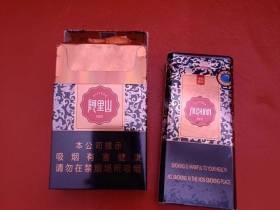 阿里山
本公司提示
吸烟有害健康
请勿在禁烟场所吸烟
SMOKING IS HARMFUL TO YOUR HEALTH
NO SMOKING IN THE NON-SMOKING PLACE